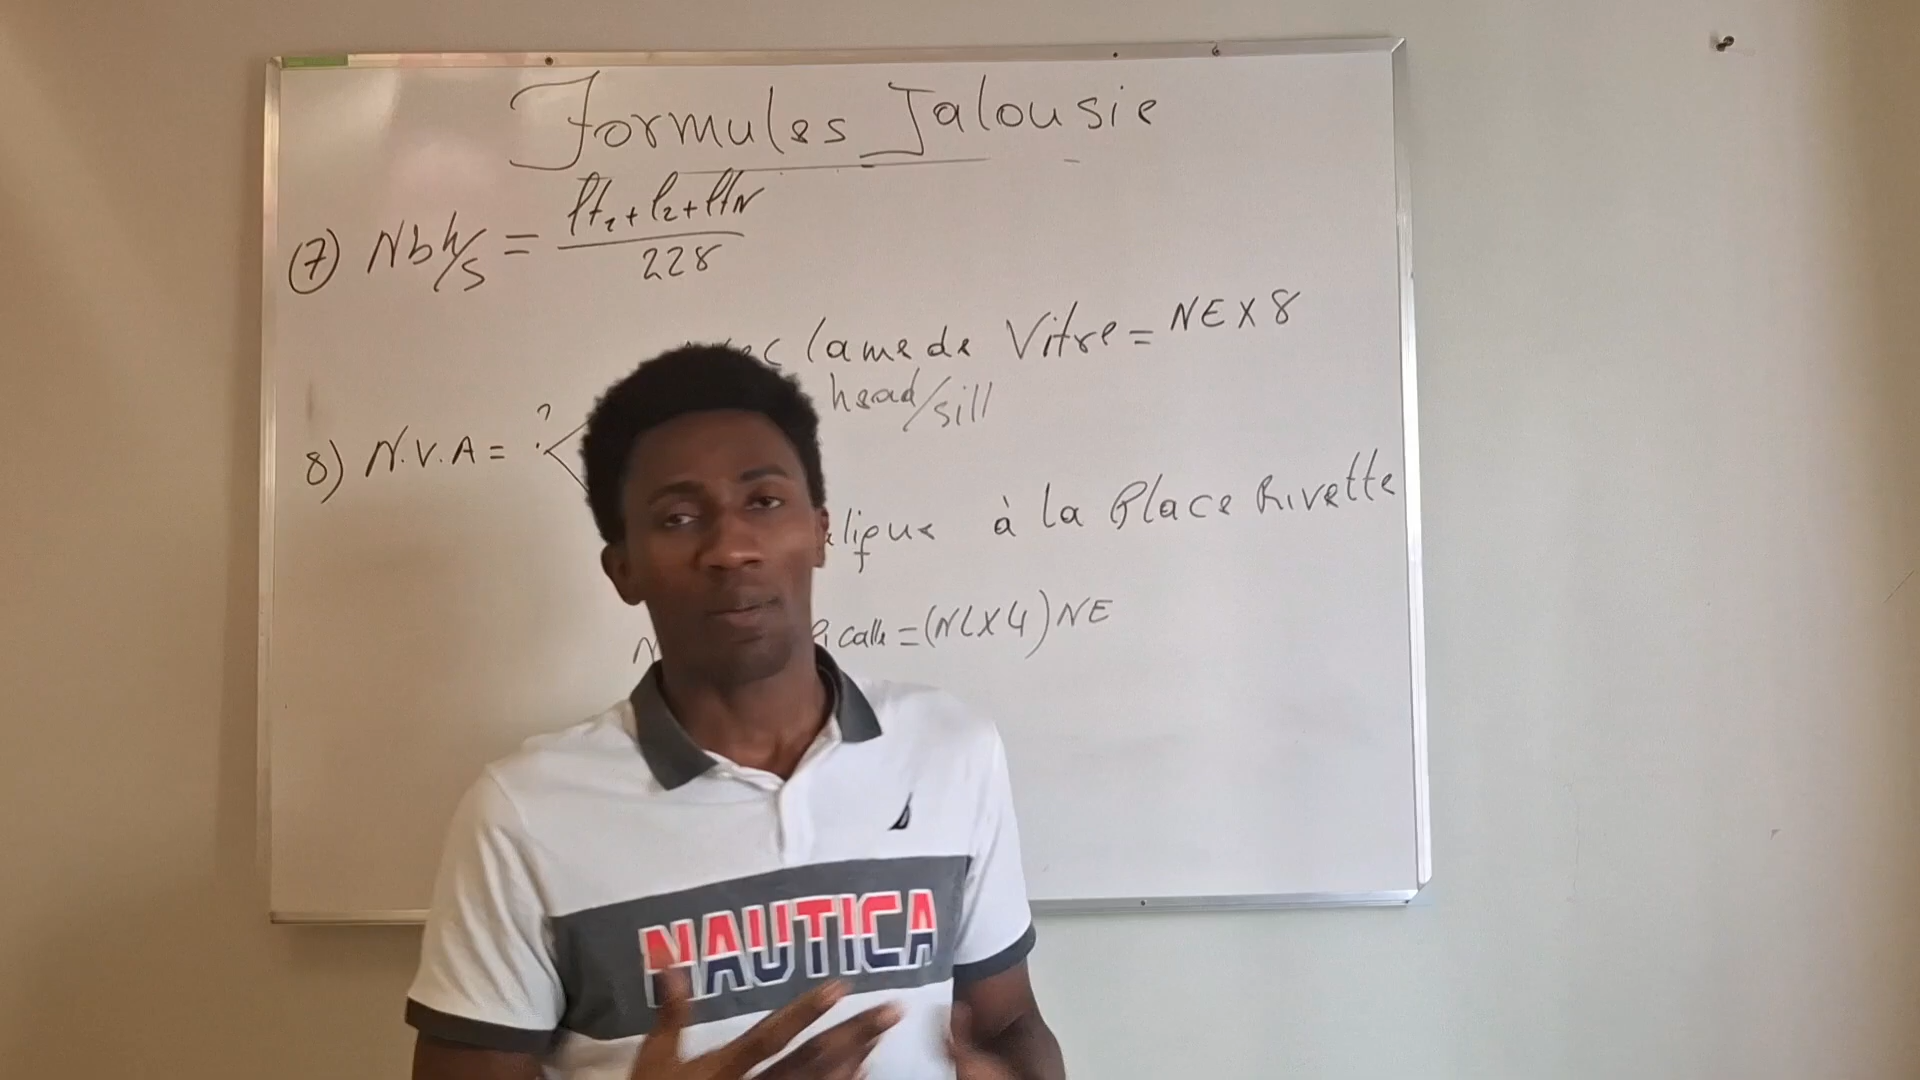 Formules Jalousie
⑦ Nb h/s = lt₁ + l₂ + ltN / 228
lame de Vitre = NE X 8
head/sill
8) N.V.A = ?
à la Place Rivette
= (NLX4)NE
NAUTICA